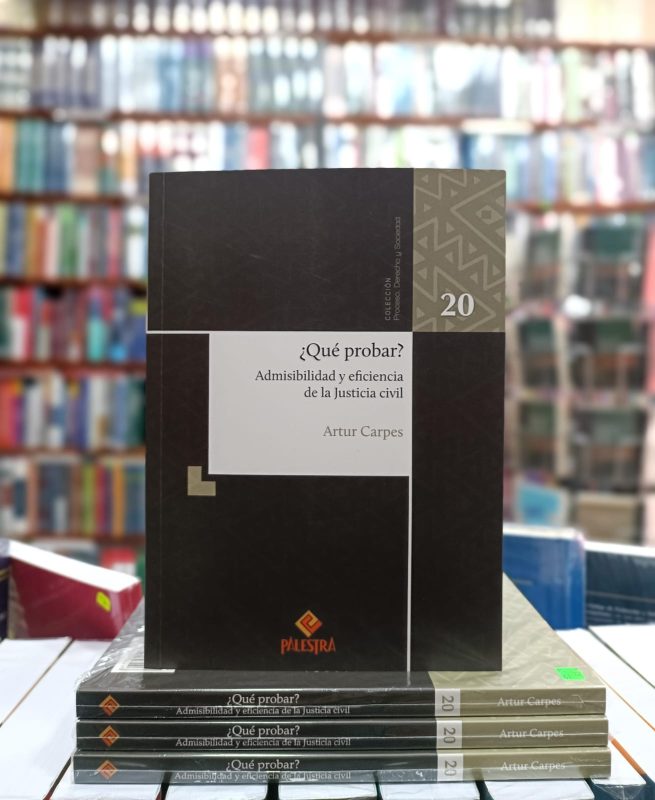 COLECCIÓN
Proceso, Derecho y Sociedad
20
¿Qué probar?
Admisibilidad y eficiencia
de la Justicia civil
Artur Carpes
PALESTRA
¿Qué probar?
Admisibilidad y eficiencia de la Justicia civil
20
Artur Carpes
¿Qué probar?
Admisibilidad y eficiencia de la Justicia civil
20
Artur Carpes
¿Qué probar?
Admisibilidad y eficiencia de la Justicia civil
20
Artur Carpes